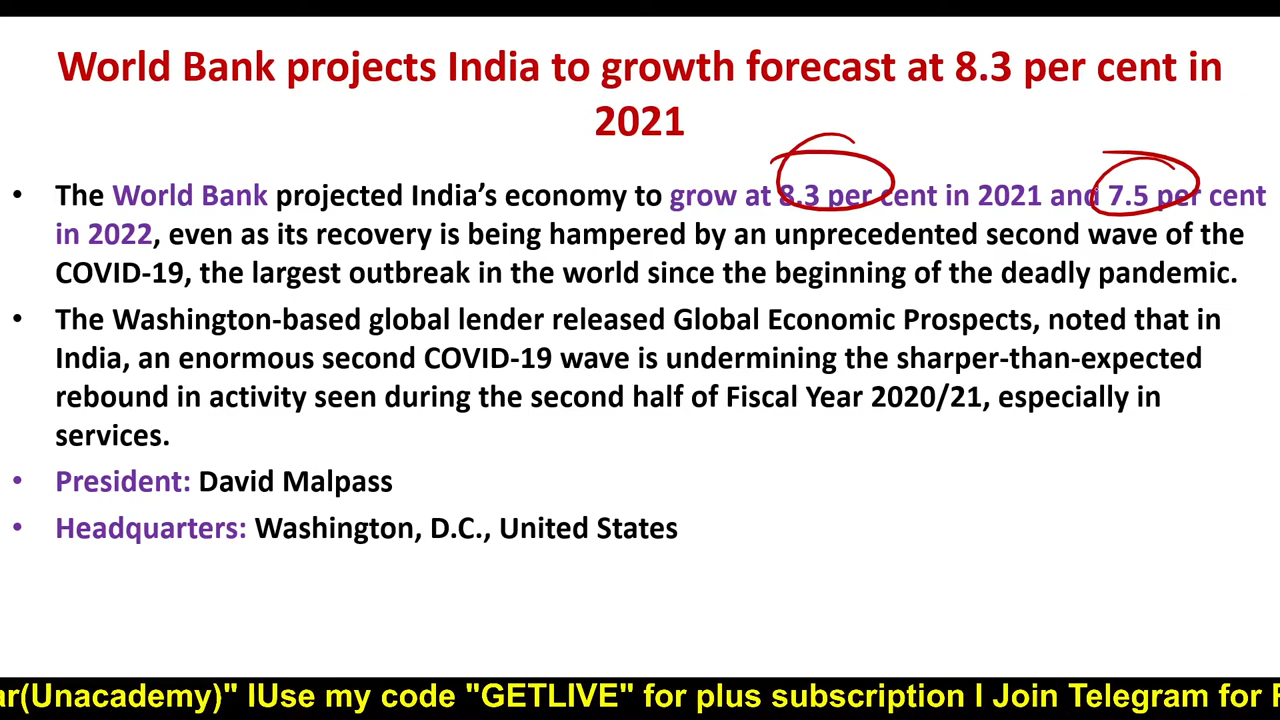 World Bank projects India to growth forecast at 8.3 per cent in
2021
• The World Bank projected India’s economy to grow at 8.3 per cent in 2021 and 7.5 per cent
in 2022, even as its recovery is being hampered by an unprecedented second wave of the
COVID-19, the largest outbreak in the world since the beginning of the deadly pandemic.
• The Washington-based global lender released Global Economic Prospects, noted that in
India, an enormous second COVID-19 wave is undermining the sharper-than-expected
rebound in activity seen during the second half of Fiscal Year 2020/21, especially in
services.
• President: David Malpass
• Headquarters: Washington, D.C., United States
ar(Unacademy)" lUse my code "GETLIVE" for plus subscription l Join Telegram for